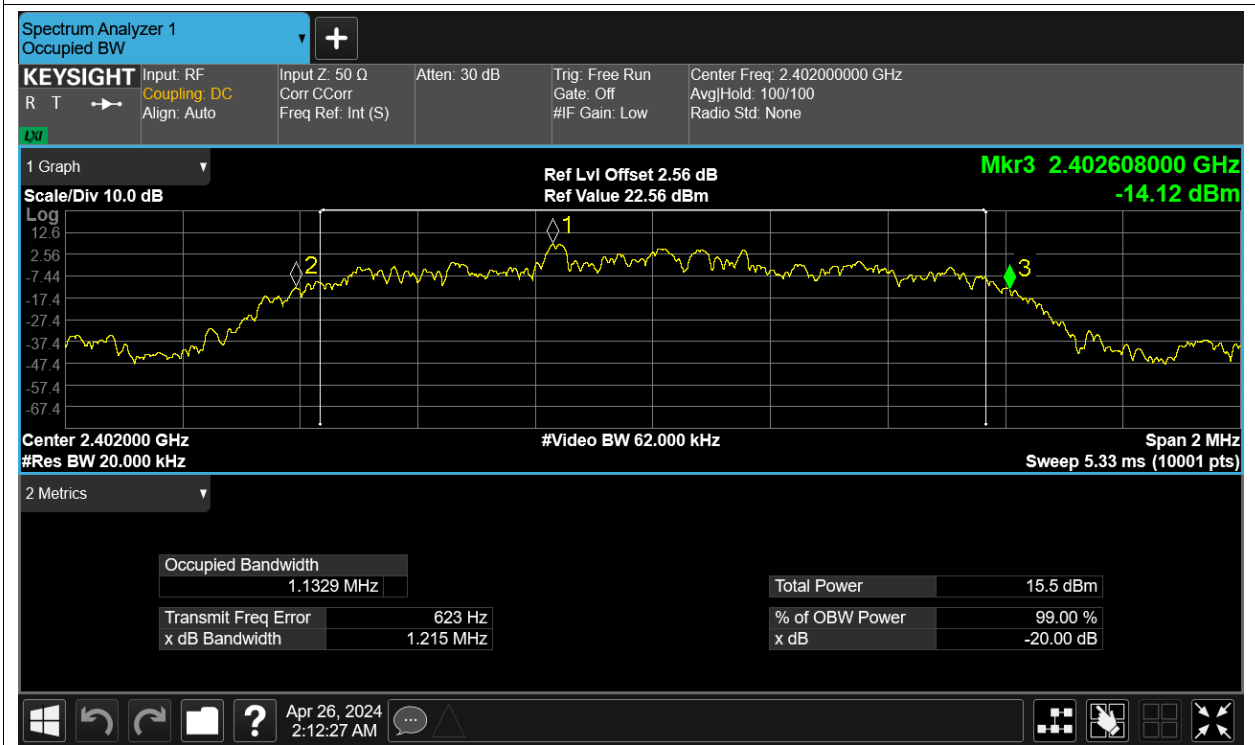 Spectrum Analyzer 1
Occupied BW
KEYSIGHT
R T
LXI
Input: RF
Coupling: DC
Align: Auto
Input Z: 50 Ω
Corr CCorr
Freq Ref: Int (S)
Atten: 30 dB
Trig: Free Run
Gate: Off
#IF Gain: Low
Center Freq: 2.402000000 GHz
Avg|Hold: 100/100
Radio Std: None
1 Graph
Scale/Div 10.0 dB
Ref Lvl Offset 2.56 dB
Ref Value 22.56 dBm
Mkr3 2.402608000 GHz
-14.12 dBm
Log
12.6
2.56
-7.44
-17.4
-27.4
-37.4
-47.4
-57.4
-67.4
1
2
3
Center 2.402000 GHz
#Video BW 62.000 kHz
Span 2 MHz
#Res BW 20.000 kHz
Sweep 5.33 ms (10001 pts)
2 Metrics
Occupied Bandwidth
1.1329 MHz
Transmit Freq Error 623 Hz
x dB Bandwidth 1.215 MHz
Total Power 15.5 dBm
% of OBW Power 99.00 %
x dB -20.00 dB
?
Apr 26, 2024
2:12:27 AM